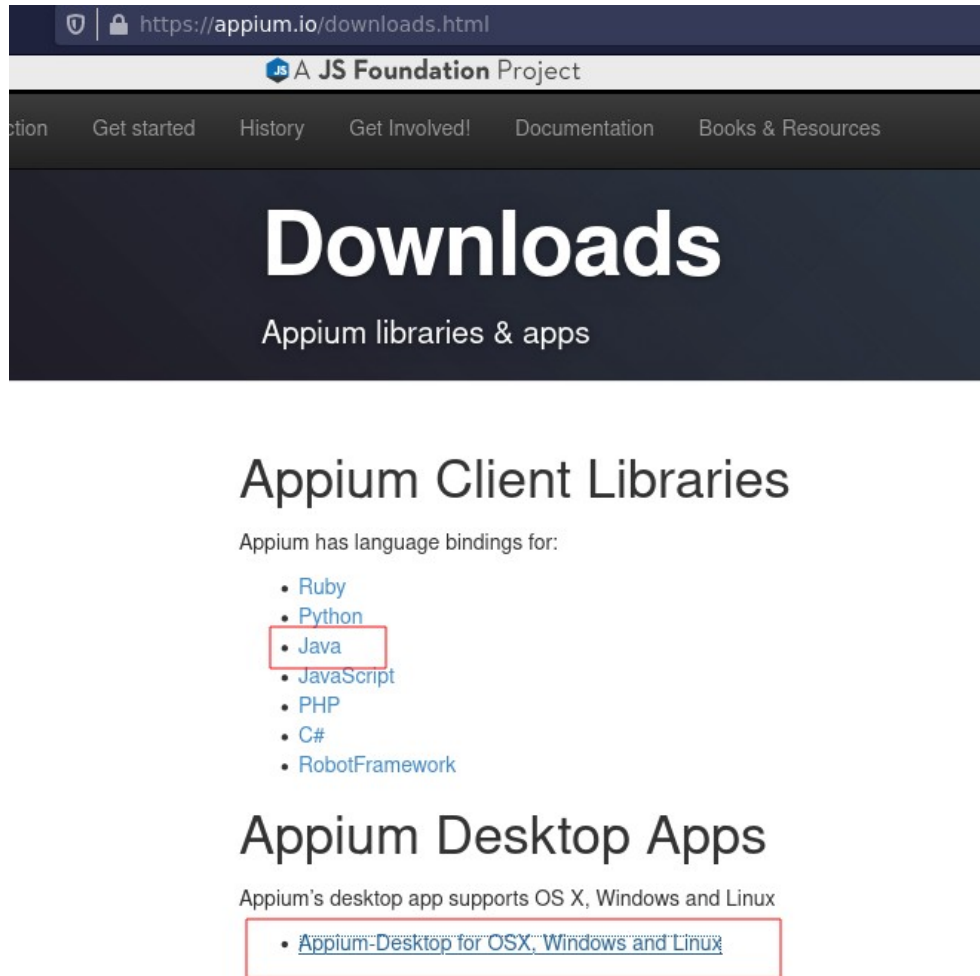 https://appium.io/downloads.html
JS A JS Foundation Project
Get started History Get Involved! Documentation Books & Resources
Downloads
Appium libraries & apps
Appium Client Libraries
Appium has language bindings for:
• Ruby
• Python
• Java
• JavaScript
• PHP
• C#
• RobotFramework
Appium Desktop Apps
Appium's desktop app supports OS X, Windows and Linux
• Appium-Desktop for OSX, Windows and Linux